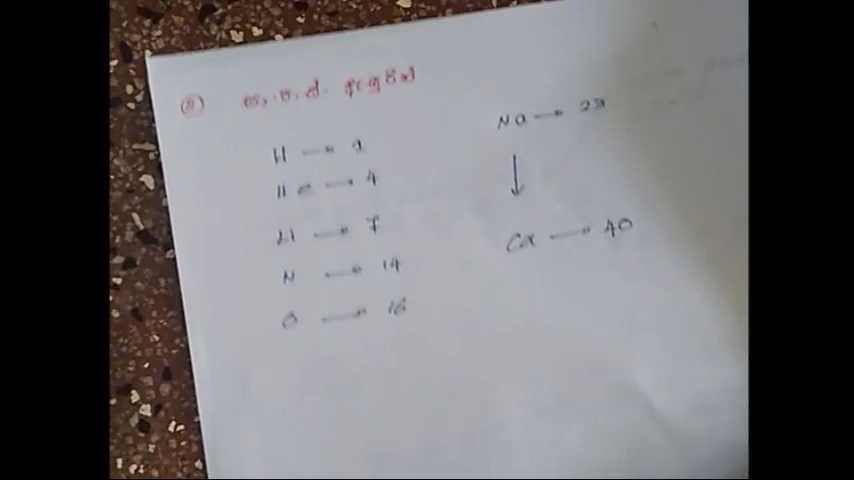 H → 1
He → 4
Li → 7
N → 14
O → 16
Na → 23
↓
Ca → 40